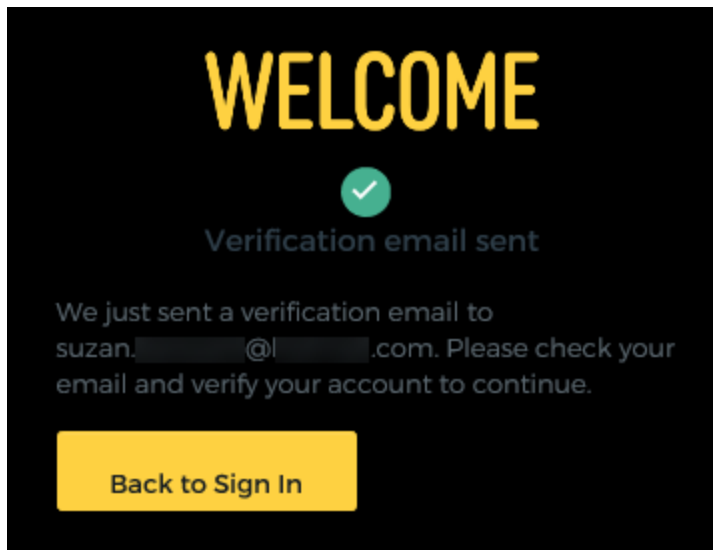 WELCOME
Verification email sent
We just sent a verification email to
suzan. @l .com. Please check your
email and verify your account to continue.
Back to Sign In